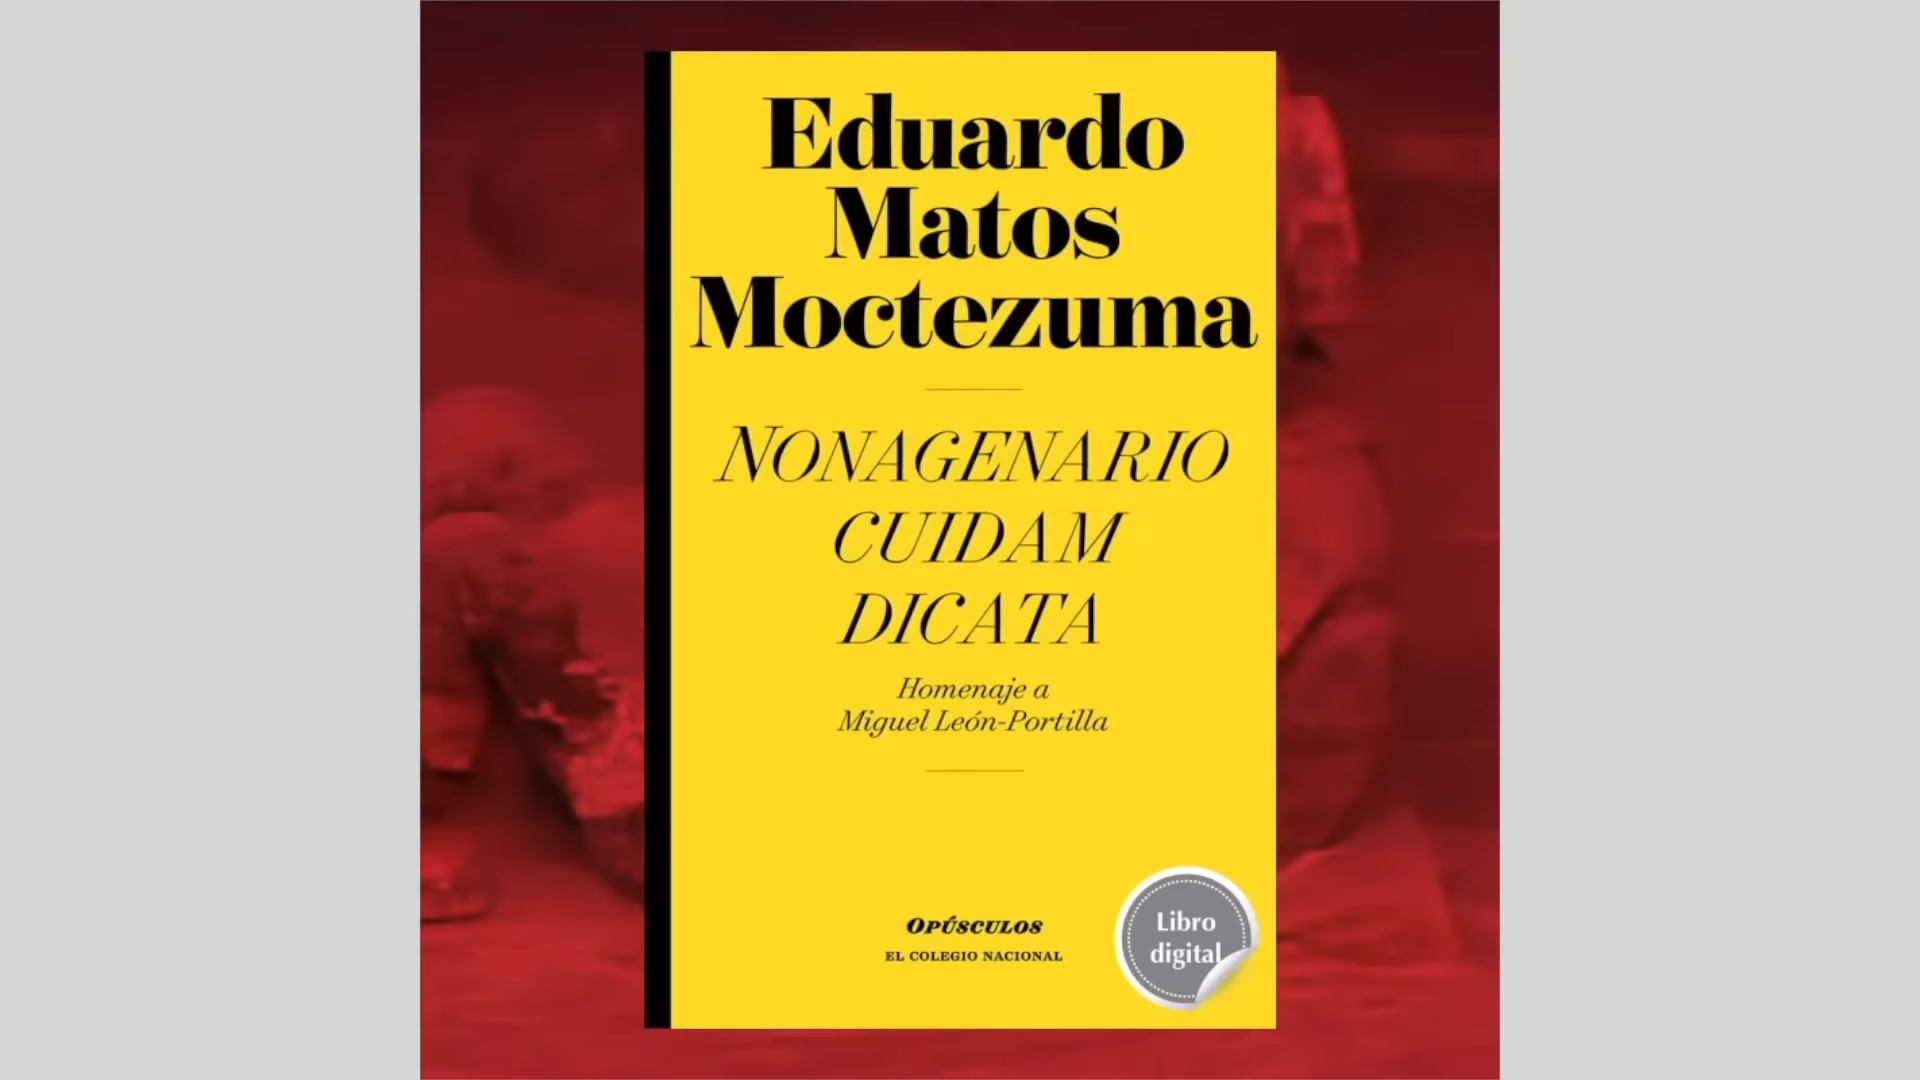 Eduardo
Matos
Moctezuma
NONAGENARIO
CUIDAM
DICATA
Homenaje a
Miguel León-Portilla
OPÚSCULOS
EL COLEGIO NACIONAL
Libro
digital